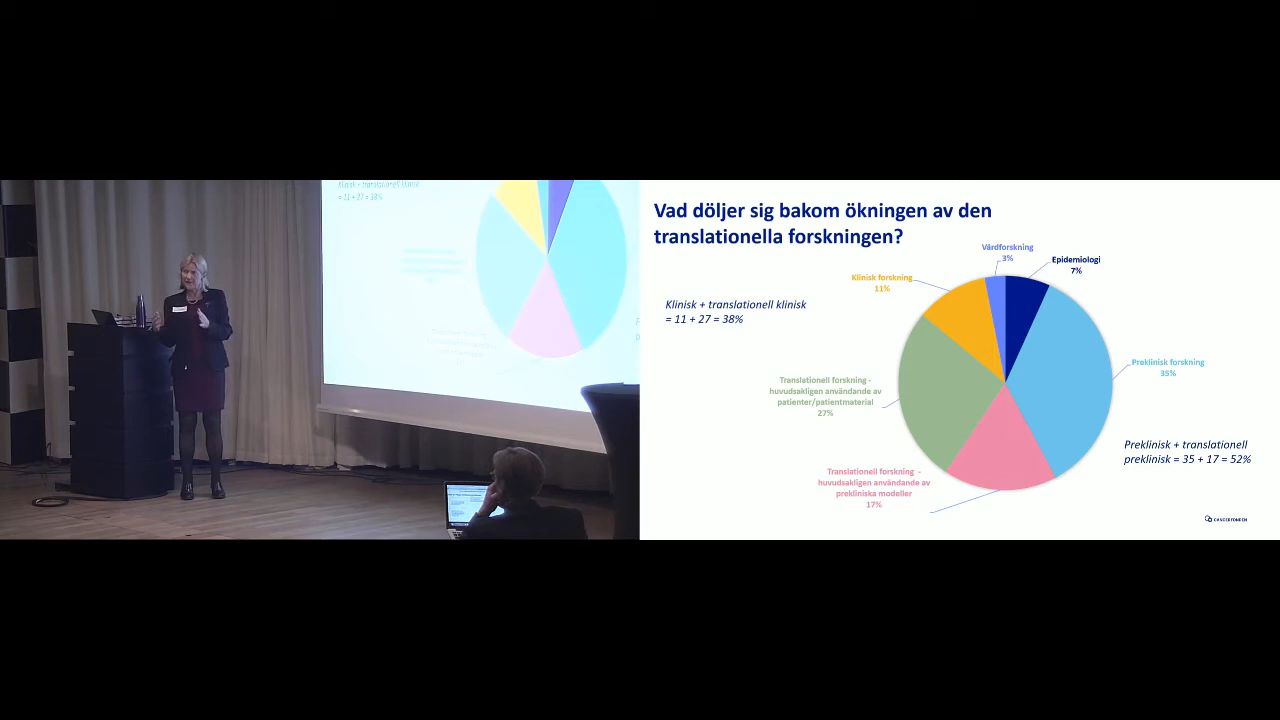 Klinisk + translationell klinisk
= 11 + 27 = 38%
Vad döljer sig bakom ökningen av den
translationella forskningen?
Vårdforskning
3%
Epidemiologi
7%
Klinisk forskning
11%
Klinisk + translationell klinisk
= 11 + 27 = 38%
Preklinisk forskning
35%
Translationell forskning -
huvudsakligen användande av
patienter/patientmaterial
27%
Preklinisk + translationell
preklinisk = 35 + 17 = 52%
Translationell forskning -
huvudsakligen användande av
prekliniska modeller
17%
CANCERFONDEN